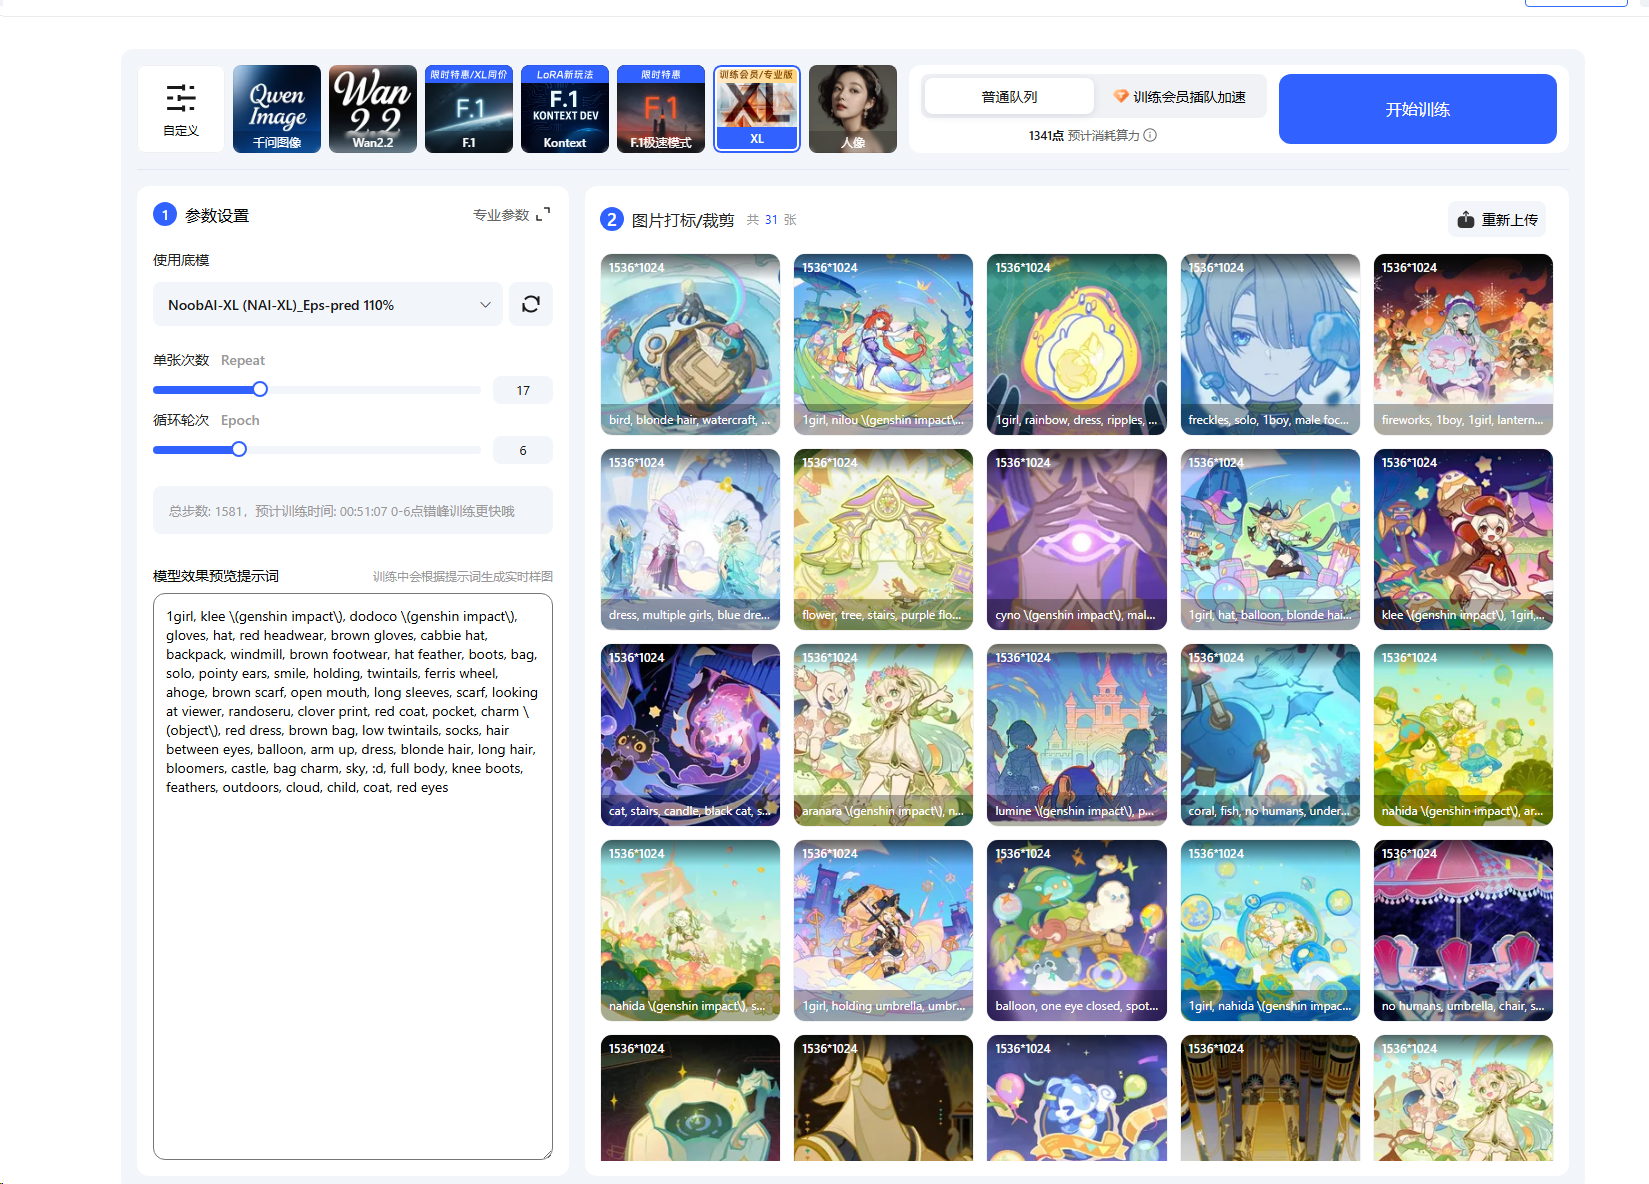 自定义
Qwen
Image
千问图像
Wan
2.2
Wan2.2
限时特惠/XL同价
F.1
F.1
LoRA新玩法
F.1
KONTEXT DEV
Kontext
限时特惠
F.1
F.1极速模式
训练会员/专业版
XL
XL
人像
普通队列
训练会员插队加速
1341点 预计消耗算力
开始训练
1 参数设置
专业参数
使用底模
NoobAI-XL (NAI-XL)_Eps-pred 110%
单张次数 Repeat
17
循环轮次 Epoch
6
总步数: 1581，预计训练时间: 00:51:07 0-6点错峰训练更快哦
模型效果预览提示词
训练中会根据提示词生成实时样图
1girl, klee \(genshin impact\), dodoco \(genshin impact\),
gloves, hat, red headwear, brown gloves, cabbie hat,
backpack, windmill, brown footwear, hat feather, boots, bag,
solo, pointy ears, smile, holding, twintails, ferris wheel,
ahoge, brown scarf, open mouth, long sleeves, scarf, looking
at viewer, randoseru, clover print, red coat, pocket, charm \
(object\), red dress, brown bag, low twintails, socks, hair
between eyes, balloon, arm up, dress, blonde hair, long hair,
bloomers, castle, bag charm, sky, :d, full body, knee boots,
feathers, outdoors, cloud, child, coat, red eyes
2 图片打标/裁剪 共 31 张
重新上传
1536*1024
1536*1024
1536*1024
1536*1024
1536*1024
bird, blonde hair, watercraft, ...
1girl, nilou \(genshin impact\...
1girl, rainbow, dress, ripples, ...
freckles, solo, 1boy, male foc...
fireworks, 1boy, 1girl, lantern...
1536*1024
1536*1024
1536*1024
1536*1024
1536*1024
dress, multiple girls, blue dre...
flower, tree, stairs, purple flo...
cyno \(genshin impact\), mal...
1girl, hat, balloon, blonde hai...
klee \(genshin impact\), 1girl,...
1536*1024
1536*1024
1536*1024
1536*1024
1536*1024
cat, stairs, candle, black cat, s...
aranara \(genshin impact\), n...
lumine \(genshin impact\), p...
coral, fish, no humans, under...
nahida \(genshin impact\), ar...
1536*1024
1536*1024
1536*1024
1536*1024
1536*1024
nahida \(genshin impact\), s...
1girl, holding umbrella, umbr...
balloon, one eye closed, spot...
1girl, nahida \(genshin impac...
no humans, umbrella, chair, s...
1536*1024
1536*1024
1536*1024
1536*1024
1536*1024